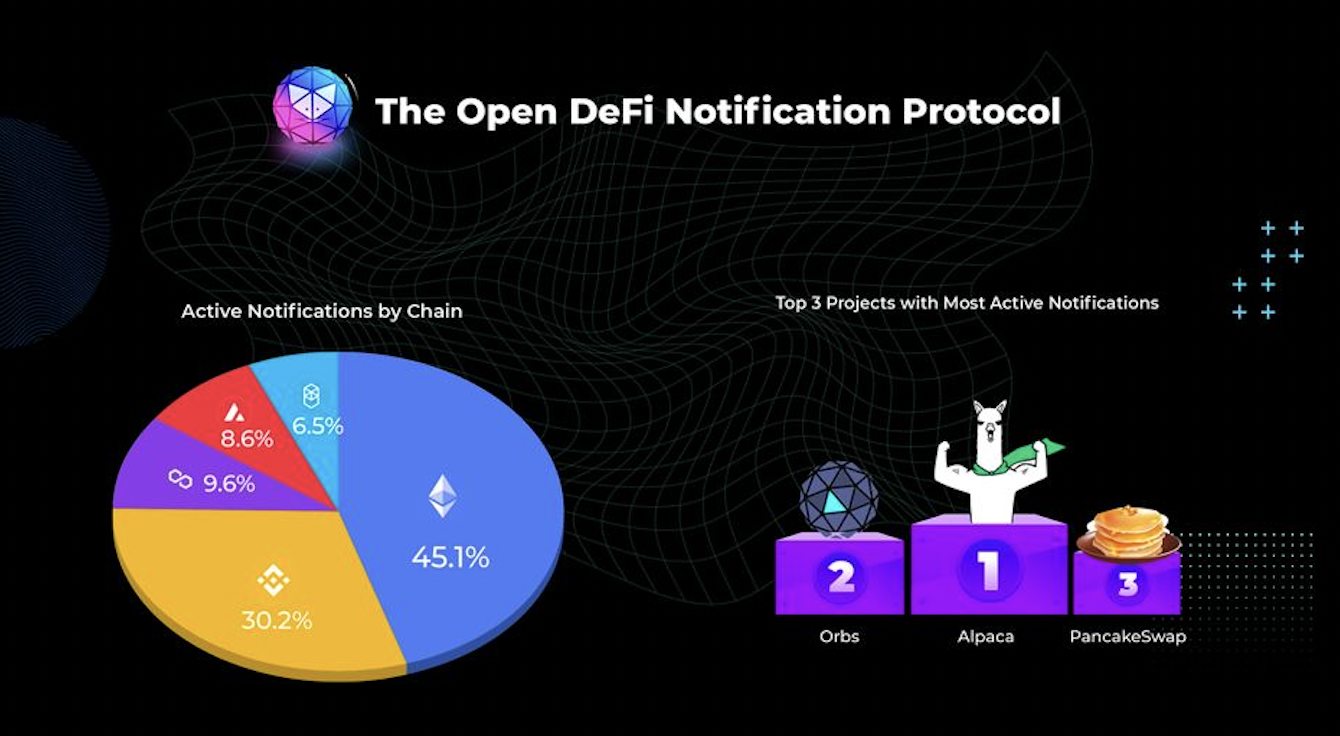 The Open DeFi Notification Protocol
Active Notifications by Chain
Top 3 Projects with Most Active Notifications
6.5%
8.6%
9.6%
45.1%
30.2%
2
1
3
Orbs
Alpaca
PancakeSwap